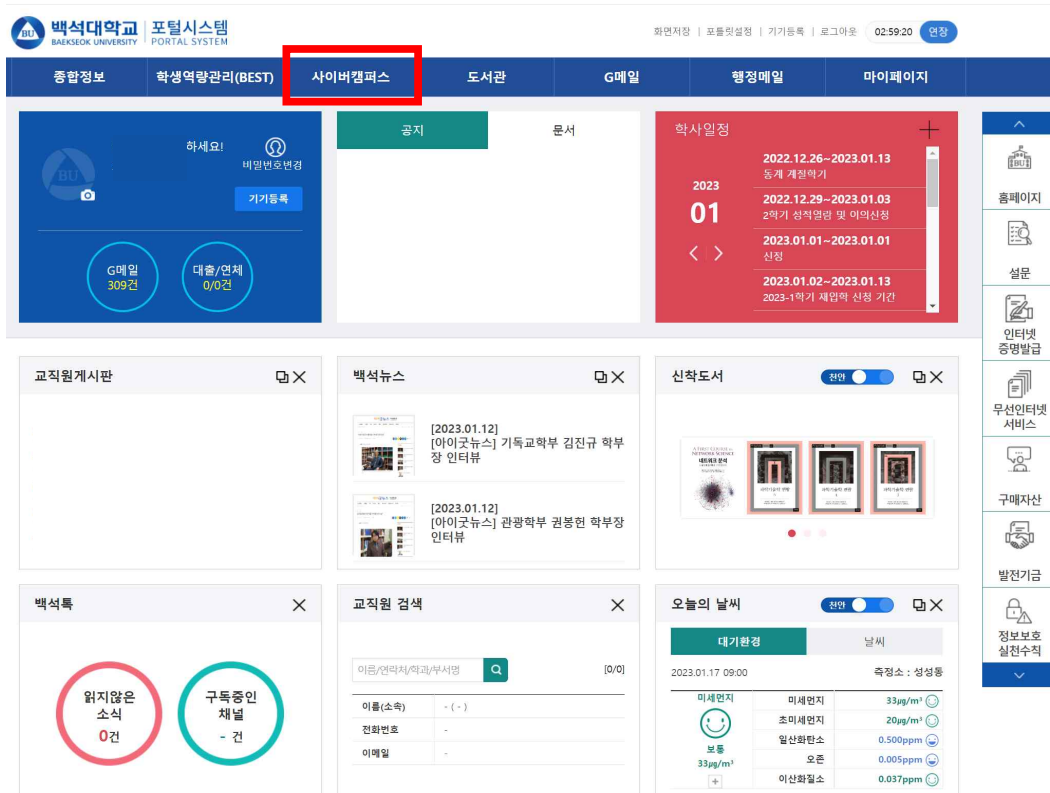 백석대학교 포털시스템
BAEKSEOK UNIVERSITY PORTAL SYSTEM
화면저장 | 포틀릿설정 | 기기등록 | 로그아웃 02:59:20 연장
종합정보 학생역량관리(BEST) 사이버캠퍼스 도서관 G메일 행정메일 마이페이지
하세요!
비밀번호변경
기기등록
G메일
309건
대출/연체
0/0건
공지 문서
학사일정
2023
01
2022.12.26~2023.01.13
동계 계절학기
2022.12.29~2023.01.03
2학기 성적열람 및 이의신청
2023.01.01~2023.01.01
신정
2023.01.02~2023.01.13
2023-1학기 재입학 신청 기간
홈페이지
설문
인터넷
증명발급
무선인터넷
서비스
구매자산
발전기금
정보보호
실천수칙
교직원게시판
백석뉴스
[2023.01.12]
[아이굿뉴스] 기독교학부 김진규 학부
장 인터뷰
[2023.01.12]
[아이굿뉴스] 관광학부 권봉헌 학부장
인터뷰
신착도서 천안
A FIRST COURSE in
NETWORK SCIENCE
네트워크 분석
백석톡
읽지않은
소식
0건
구독중인
채널
- 건
교직원 검색
이름/연락처/학과/부서명
[0/0]
이름(소속) - ( - )
전화번호 -
이메일 -
오늘의 날씨 천안
대기환경 날씨
2023.01.17 09:00 측정소 : 성성동
미세먼지
보통
33μg/m³
+
미세먼지 33μg/m³
초미세먼지 20μg/m³
일산화탄소 0.500ppm
오존 0.005ppm
이산화질소 0.037ppm